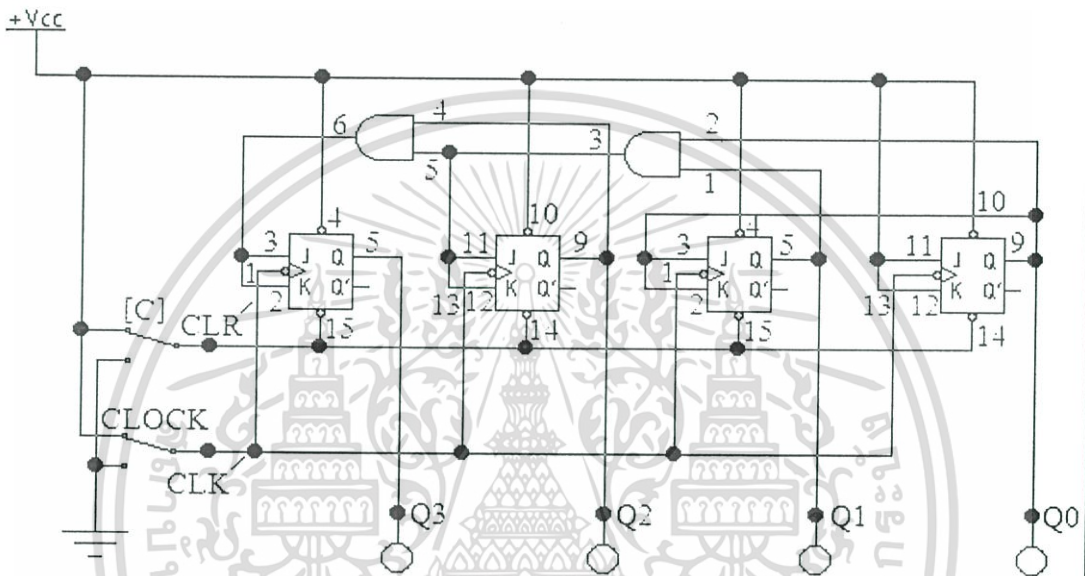 +Vcc
6 4 3 2
5 1
4 10 4 10
3 J Q 5 11 J Q 9 3 J Q 5 11 J Q 9
1 2 K Q' 13 12 K Q' 1 2 K Q' 13 12 K Q'
[C] CLR 15 14 15 14
CLOCK
CLK
Q3 Q2 Q1 Q0